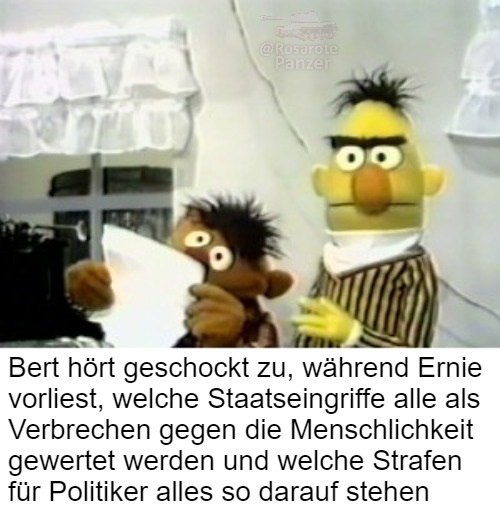 @Rosarote
Panzer
Bert hört geschockt zu, während Ernie
vorliest, welche Staatseingriffe alle als
Verbrechen gegen die Menschlichkeit
gewertet werden und welche Strafen
für Politiker alles so darauf stehen